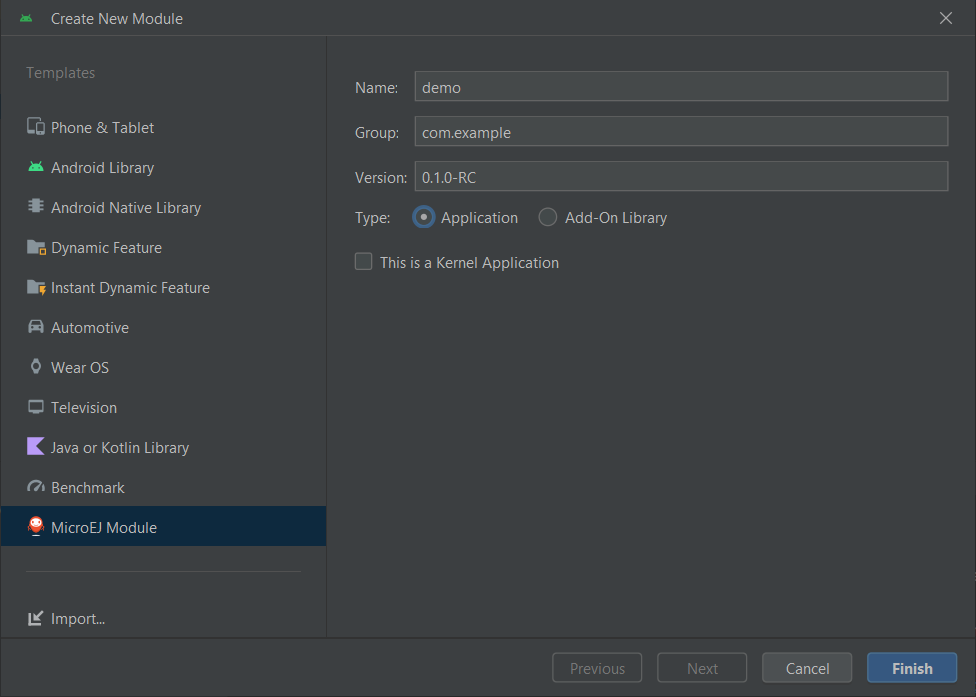 Create New Module
Templates
Phone & Tablet
Android Library
Android Native Library
Dynamic Feature
Instant Dynamic Feature
Automotive
Wear OS
Television
Java or Kotlin Library
Benchmark
MicroEJ Module
Import...
Name: demo
Group: com.example
Version: 0.1.0-RC
Type: Application Add-On Library
This is a Kernel Application
Previous Next Cancel Finish